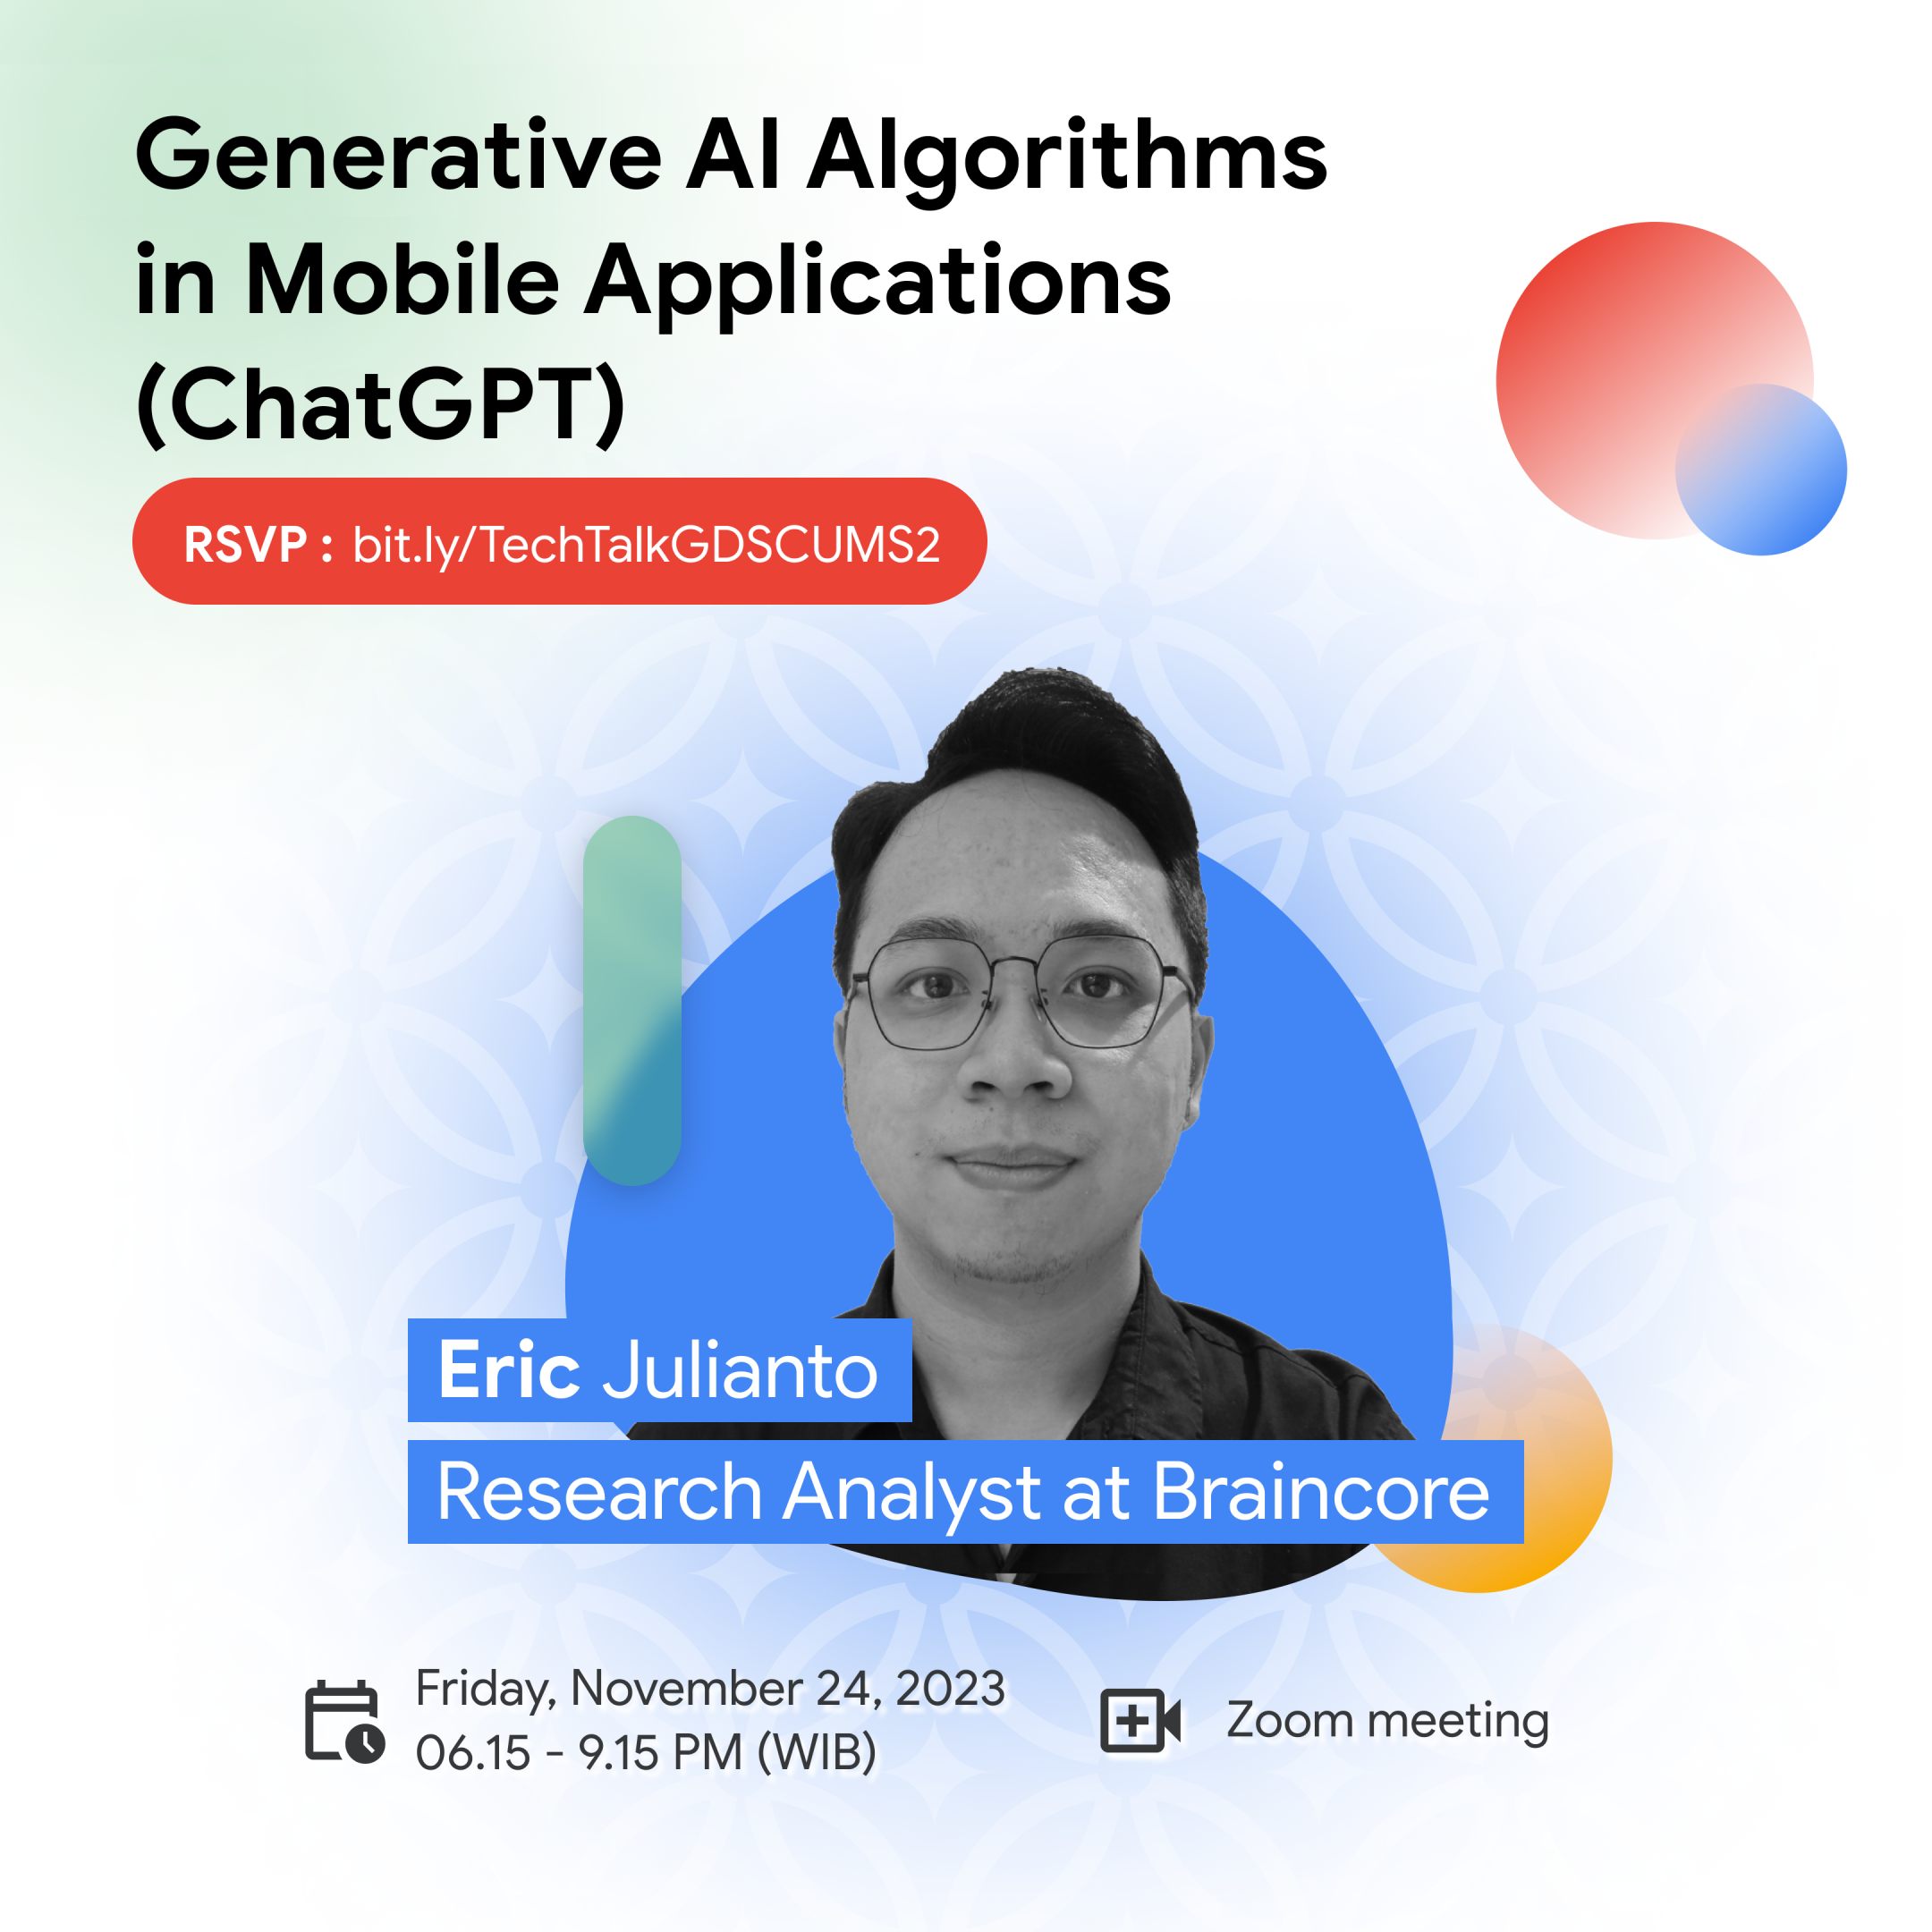 Generative AI Algorithms
in Mobile Applications
(ChatGPT)
RSVP : bit.ly/TechTalkGDSCUMS2
Eric Julianto
Research Analyst at Braincore
Friday, November 24, 2023
06.15 - 9.15 PM (WIB)
Zoom meeting